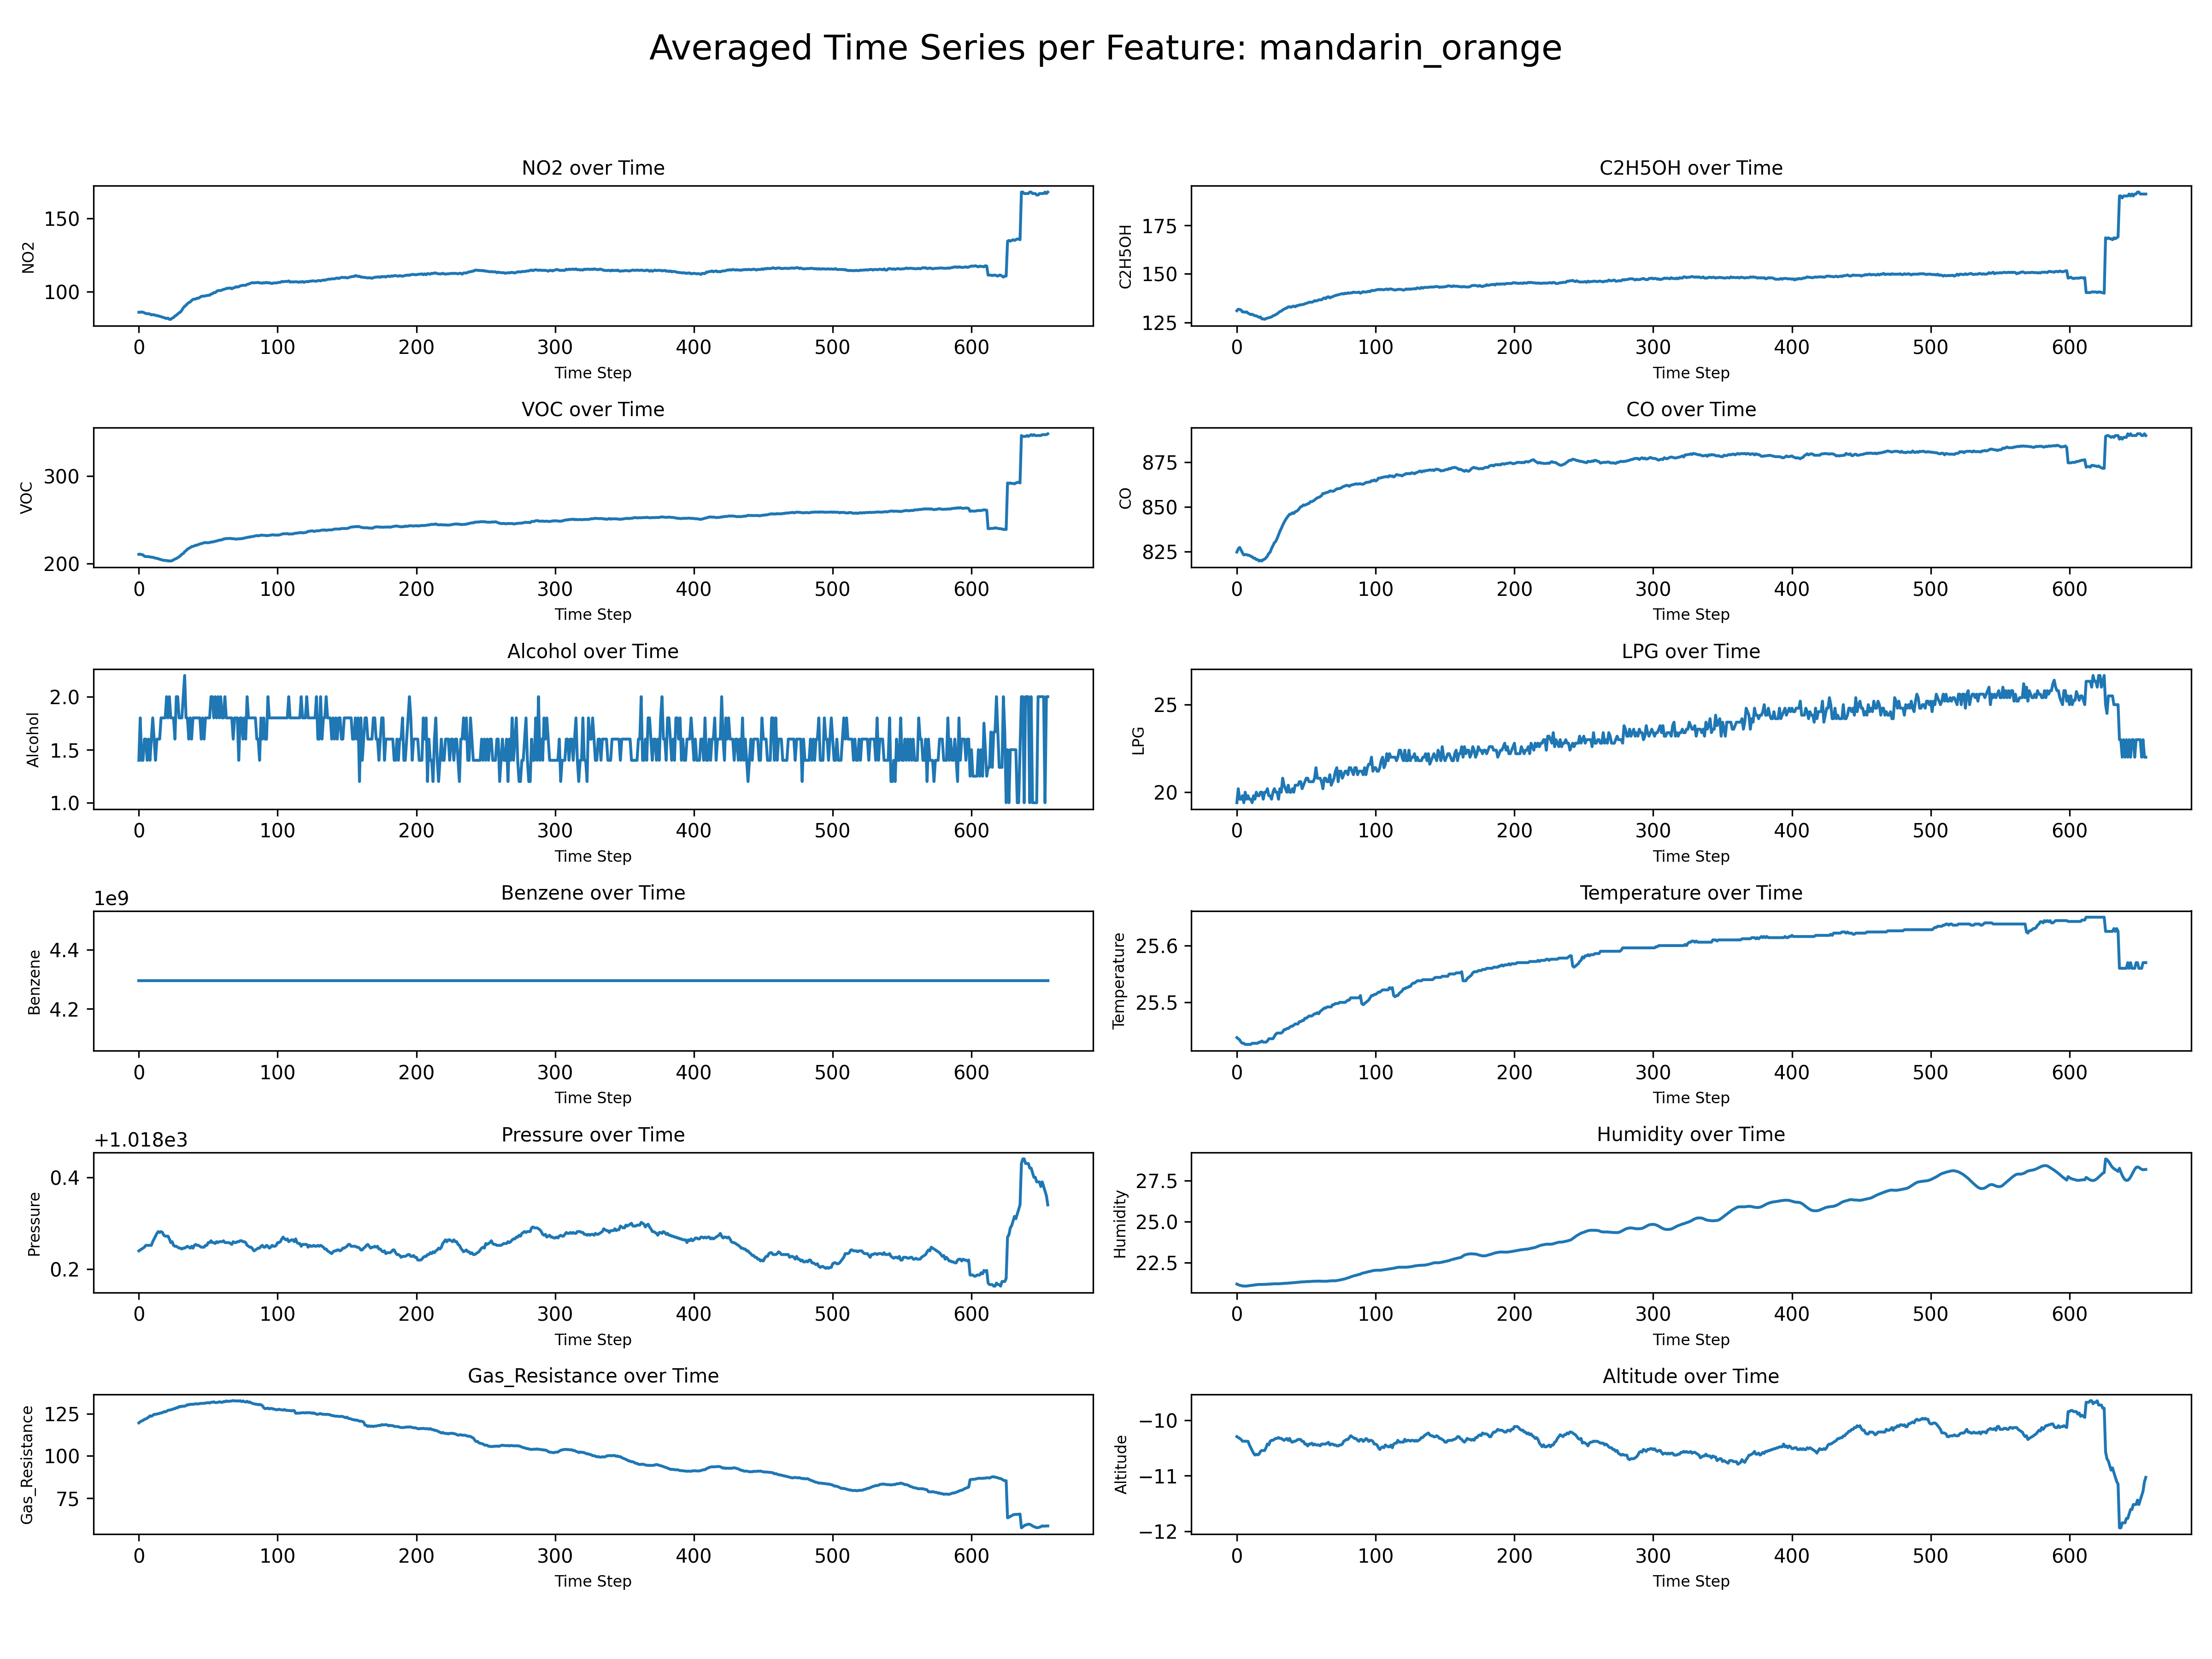 Averaged Time Series per Feature: mandarin_orange
NO2 over Time
NO2
150
100
0 100 200 300 400 500 600
Time Step
C2H5OH over Time
C2H5OH
175
150
125
0 100 200 300 400 500 600
Time Step
VOC over Time
VOC
300
200
0 100 200 300 400 500 600
Time Step
CO over Time
CO
875
850
825
0 100 200 300 400 500 600
Time Step
Alcohol over Time
Alcohol
2.0
1.5
1.0
0 100 200 300 400 500 600
Time Step
LPG over Time
LPG
25
20
0 100 200 300 400 500 600
Time Step
Benzene over Time
1e9
Benzene
4.4
4.2
0 100 200 300 400 500 600
Time Step
Temperature over Time
Temperature
25.6
25.5
0 100 200 300 400 500 600
Time Step
Pressure over Time
+1.018e3
Pressure
0.4
0.2
0 100 200 300 400 500 600
Time Step
Humidity over Time
Humidity
27.5
25.0
22.5
0 100 200 300 400 500 600
Time Step
Gas_Resistance over Time
Gas_Resistance
125
100
75
0 100 200 300 400 500 600
Time Step
Altitude over Time
Altitude
−10
−11
−12
0 100 200 300 400 500 600
Time Step